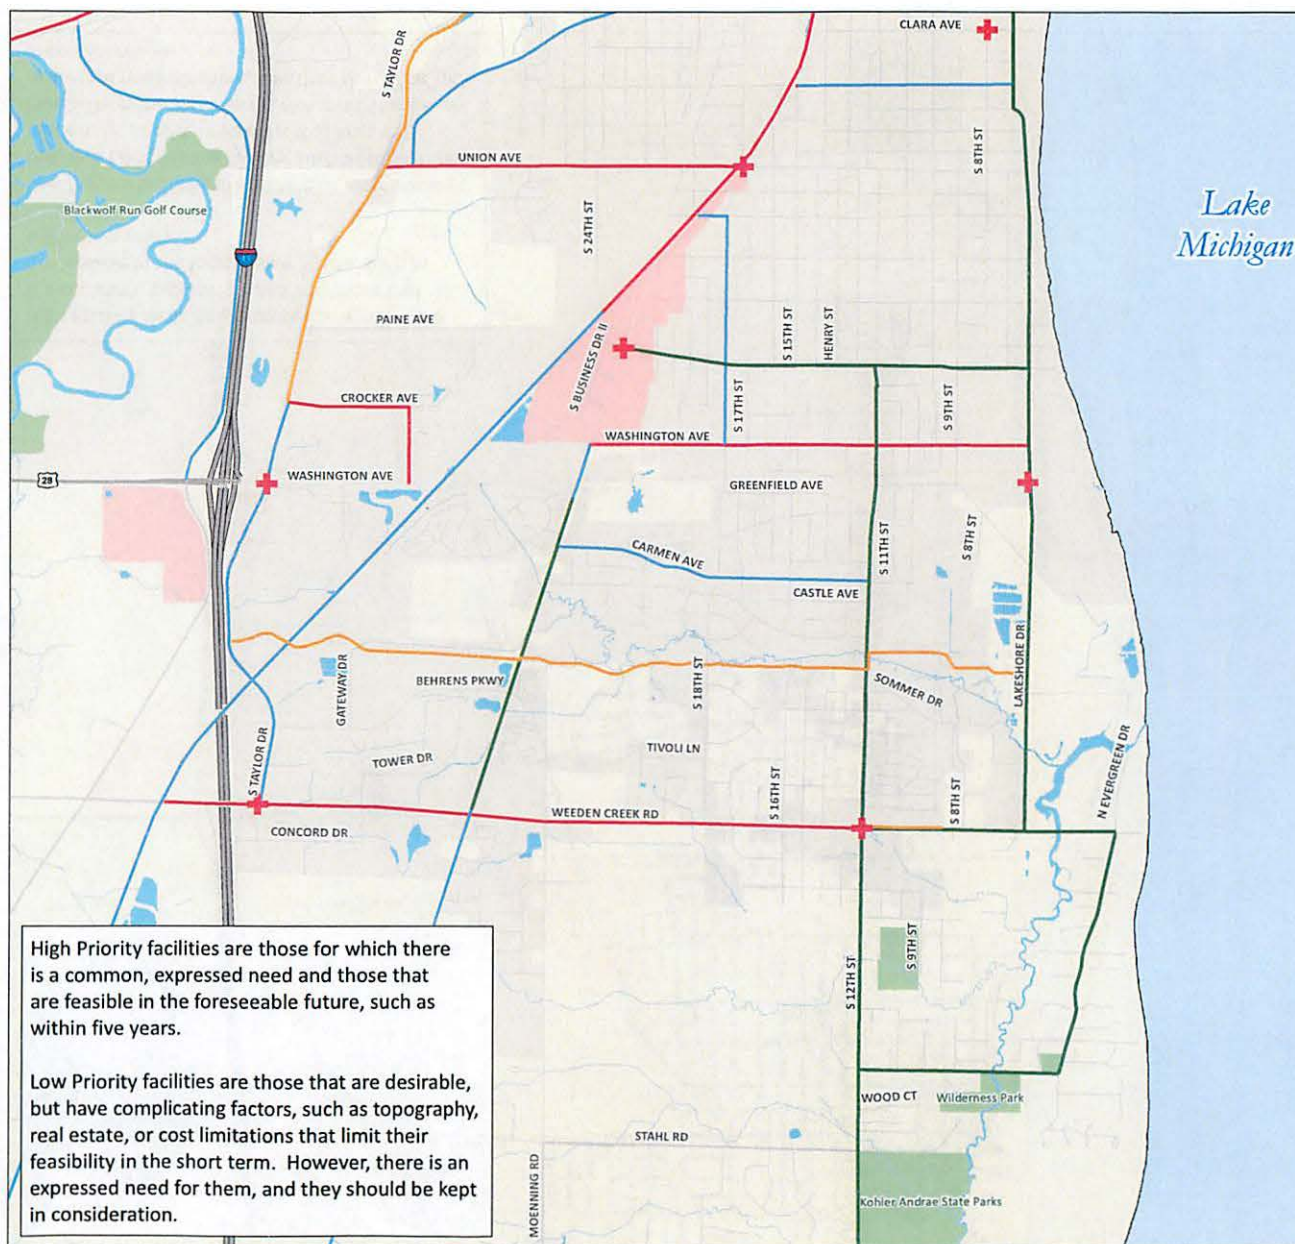 CLARA AVE
S TAYLOR DR
UNION AVE
S 8TH ST
Lake
Michigan
Blackwolf Run Golf Course
S 24TH ST
PAINE AVE
S BUSINESS DR II
S 15TH ST
HENRY ST
CROCKER AVE
S 17TH ST
S 9TH ST
WASHINGTON AVE
28
WASHINGTON AVE
GREENFIELD AVE
CARMEN AVE
S 11TH ST
S 8TH ST
CASTLE AVE
LAKESHORE DR
GATEWAY DR
BEHRENS PKWY
S 18TH ST
SOMMER DR
S TAYLOR DR
TOWER DR
TIVOLI LN
N EVERGREEN DR
S 16TH ST
WEEDEN CREEK RD
S 8TH ST
CONCORD DR
S 9TH ST
S 12TH ST
WOOD CT
Wilderness Park
STAHL RD
MOENNING RD
Kohler Andrae State Parks
High Priority facilities are those for which there
is a common, expressed need and those that
are feasible in the foreseeable future, such as
within five years.
Low Priority facilities are those that are desirable,
but have complicating factors, such as topography,
real estate, or cost limitations that limit their
feasibility in the short term. However, there is an
expressed need for them, and they should be kept
in consideration.